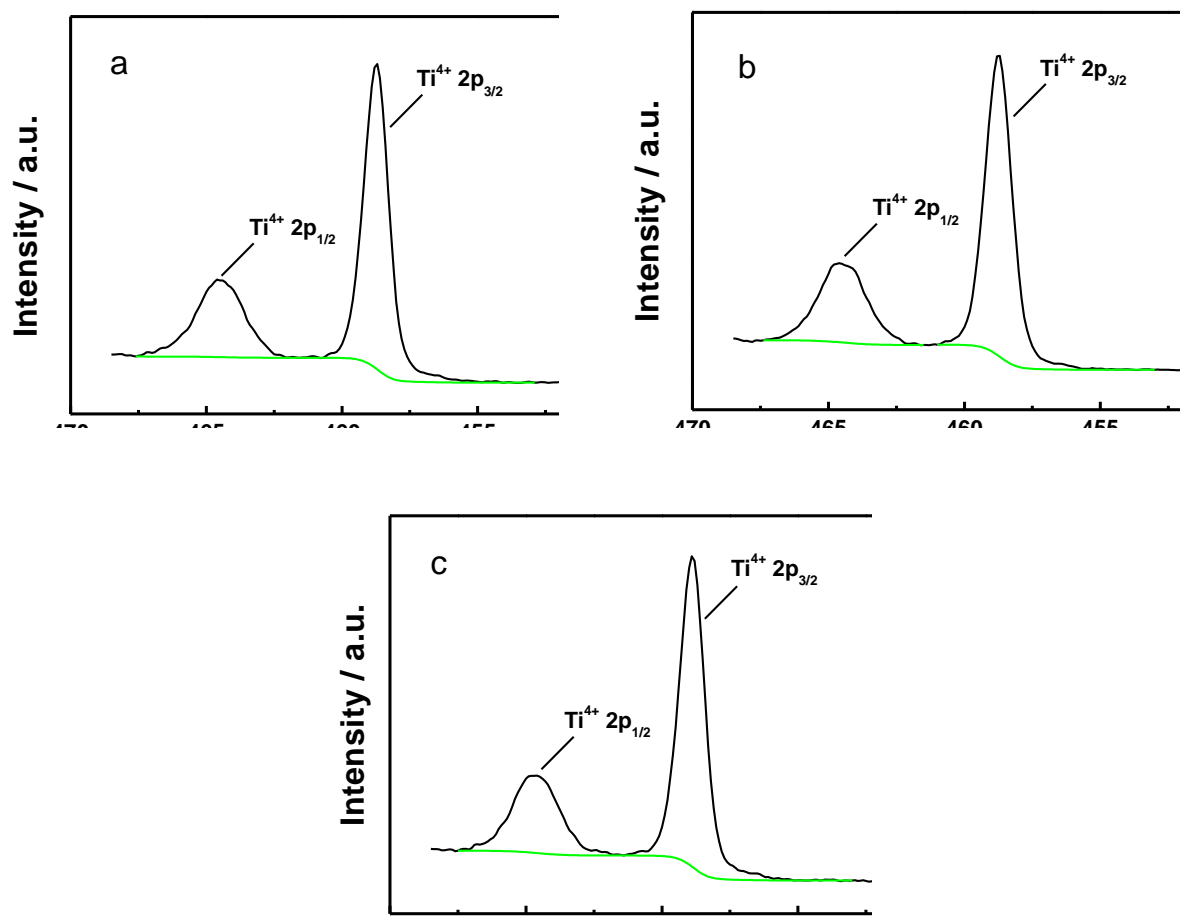 a
Ti⁴⁺ 2p₃/₂
Ti⁴⁺ 2p₁/₂
Intensity / a.u.
b
Ti⁴⁺ 2p₃/₂
Ti⁴⁺ 2p₁/₂
Intensity / a.u.
470 465 460 455
c
Ti⁴⁺ 2p₃/₂
Ti⁴⁺ 2p₁/₂
Intensity / a.u.